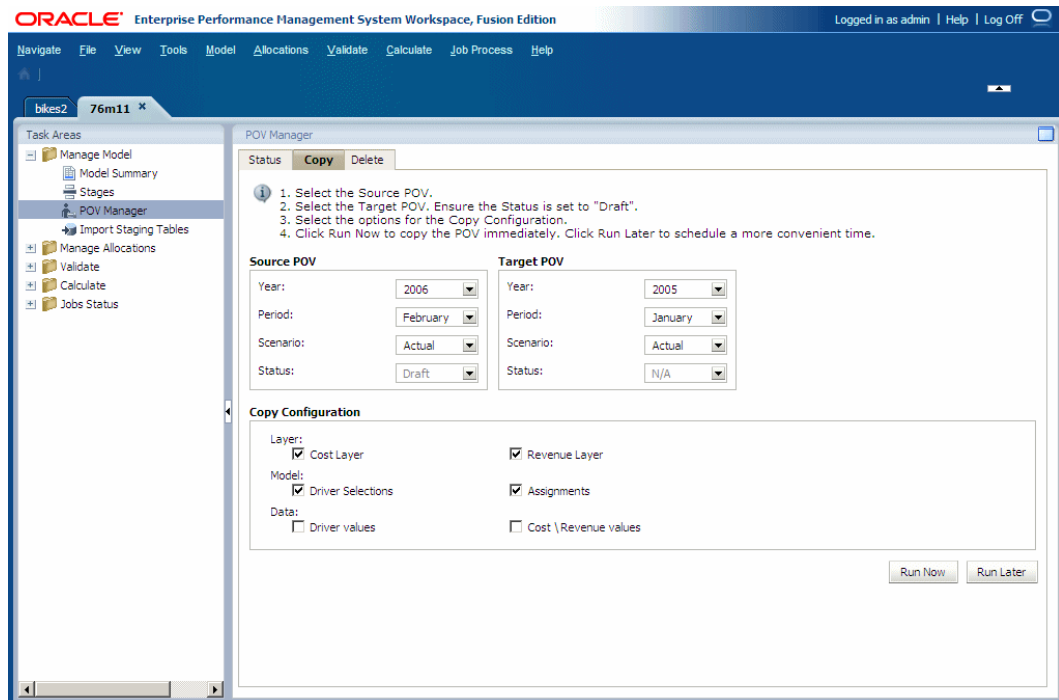 ORACLE Enterprise Performance Management System Workspace, Fusion Edition
Logged in as admin | Help | Log Off
Navigate File View Tools Model Allocations Validate Calculate Job Process Help
bikes2
76m11
Task Areas
Manage Model
Model Summary
Stages
POV Manager
Import Staging Tables
Manage Allocations
Validate
Calculate
Jobs Status
POV Manager
Status Copy Delete
1. Select the Source POV.
2. Select the Target POV. Ensure the Status is set to "Draft".
3. Select the options for the Copy Configuration.
4. Click Run Now to copy the POV immediately. Click Run Later to schedule a more convenient time.
Source POV
Year: 2006
Period: February
Scenario: Actual
Status: Draft
Target POV
Year: 2005
Period: January
Scenario: Actual
Status: N/A
Copy Configuration
Layer:
Cost Layer Revenue Layer
Model:
Driver Selections Assignments
Data:
Driver values Cost \ Revenue values
Run Now Run Later